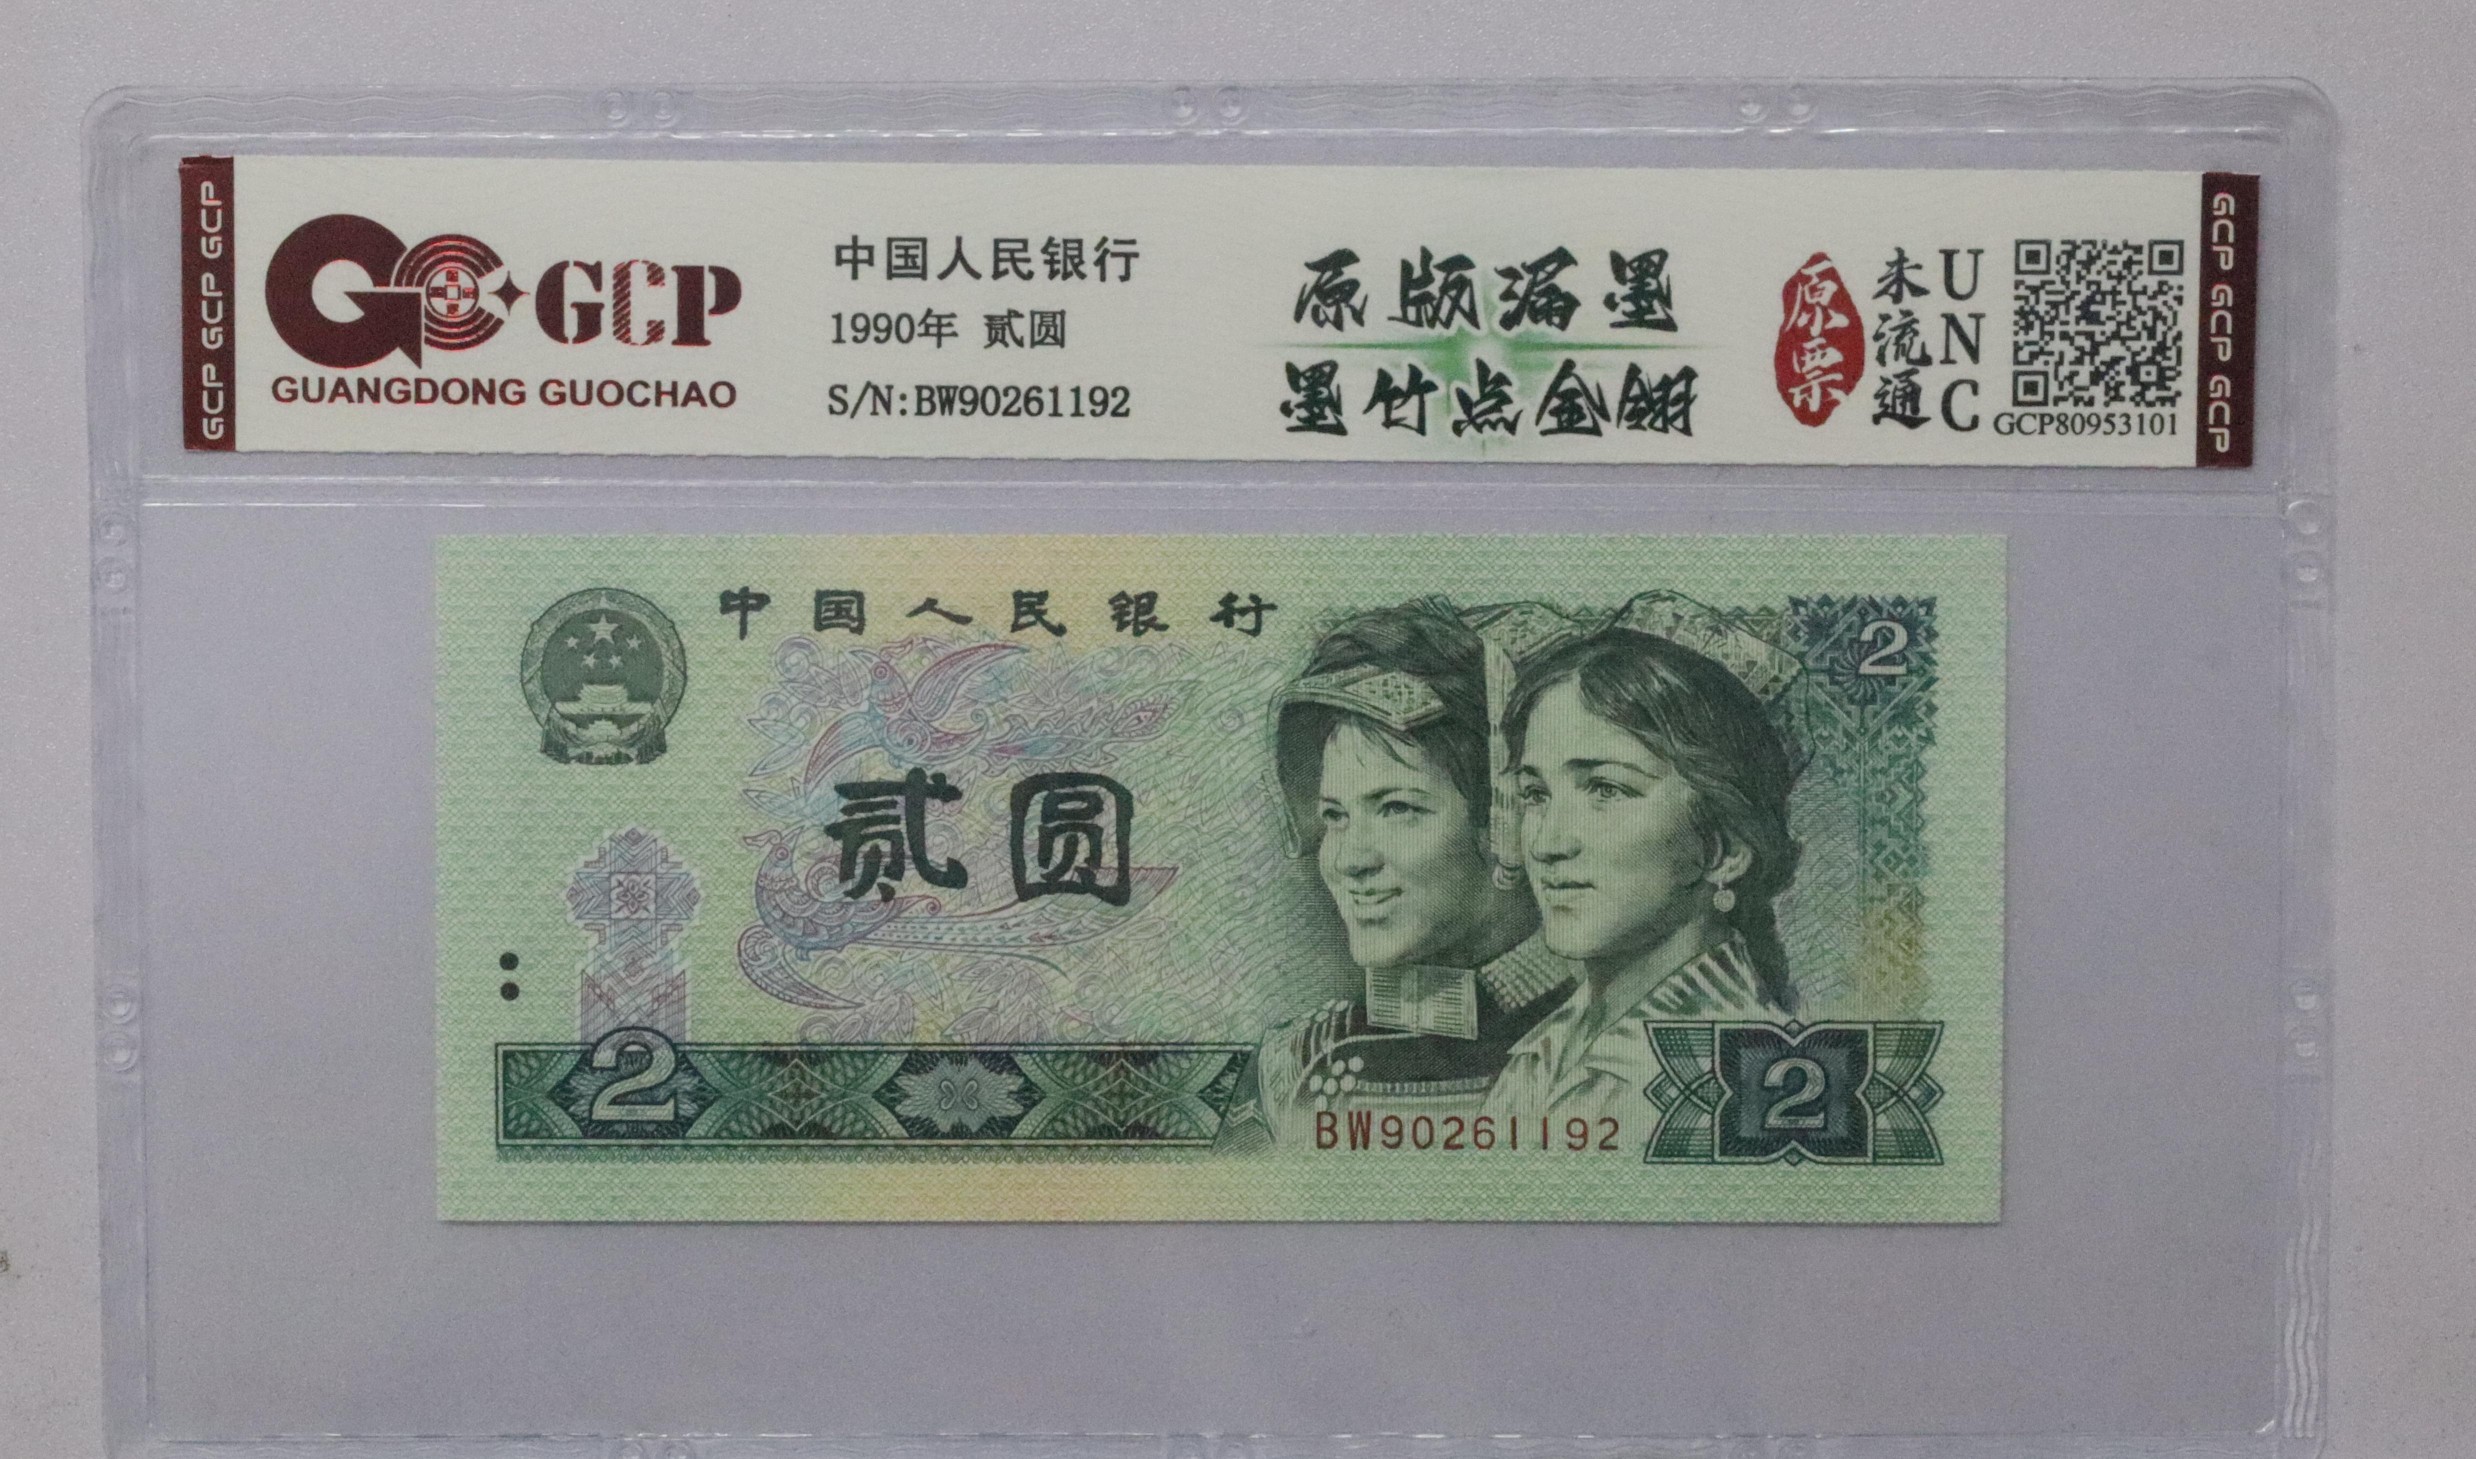 GCP GCP GCP
GCP
GUANGDONG GUOCHAO
中国人民银行
1990年 贰圆
S/N:BW90261192
原版漏墨
墨竹点金翎
原票
未流通
UNC
GCP80953101
GCP GCP GCP
中国人民银行
2
贰圆
2
BW90261192
2